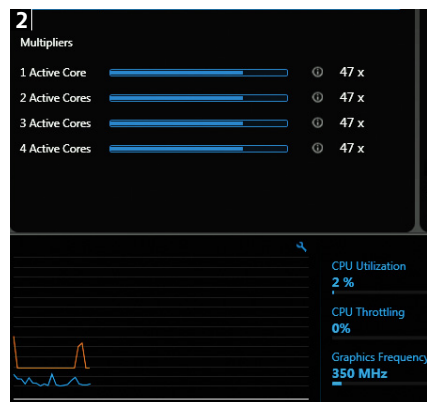 2
Multipliers
1 Active Core 47 x
2 Active Cores 47 x
3 Active Cores 47 x
4 Active Cores 47 x
CPU Utilization
2 %
CPU Throttling
0%
Graphics Frequency
350 MHz